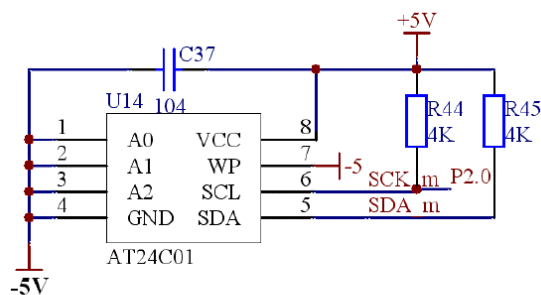 +5V
C37
U14
104
R44
R45
4K
4K
1 A0 VCC 8
2 A1 WP 7 -5
3 A2 SCL 6 SCK_m P2.0
4 GND SDA 5 SDA_m
-5V
AT24C01